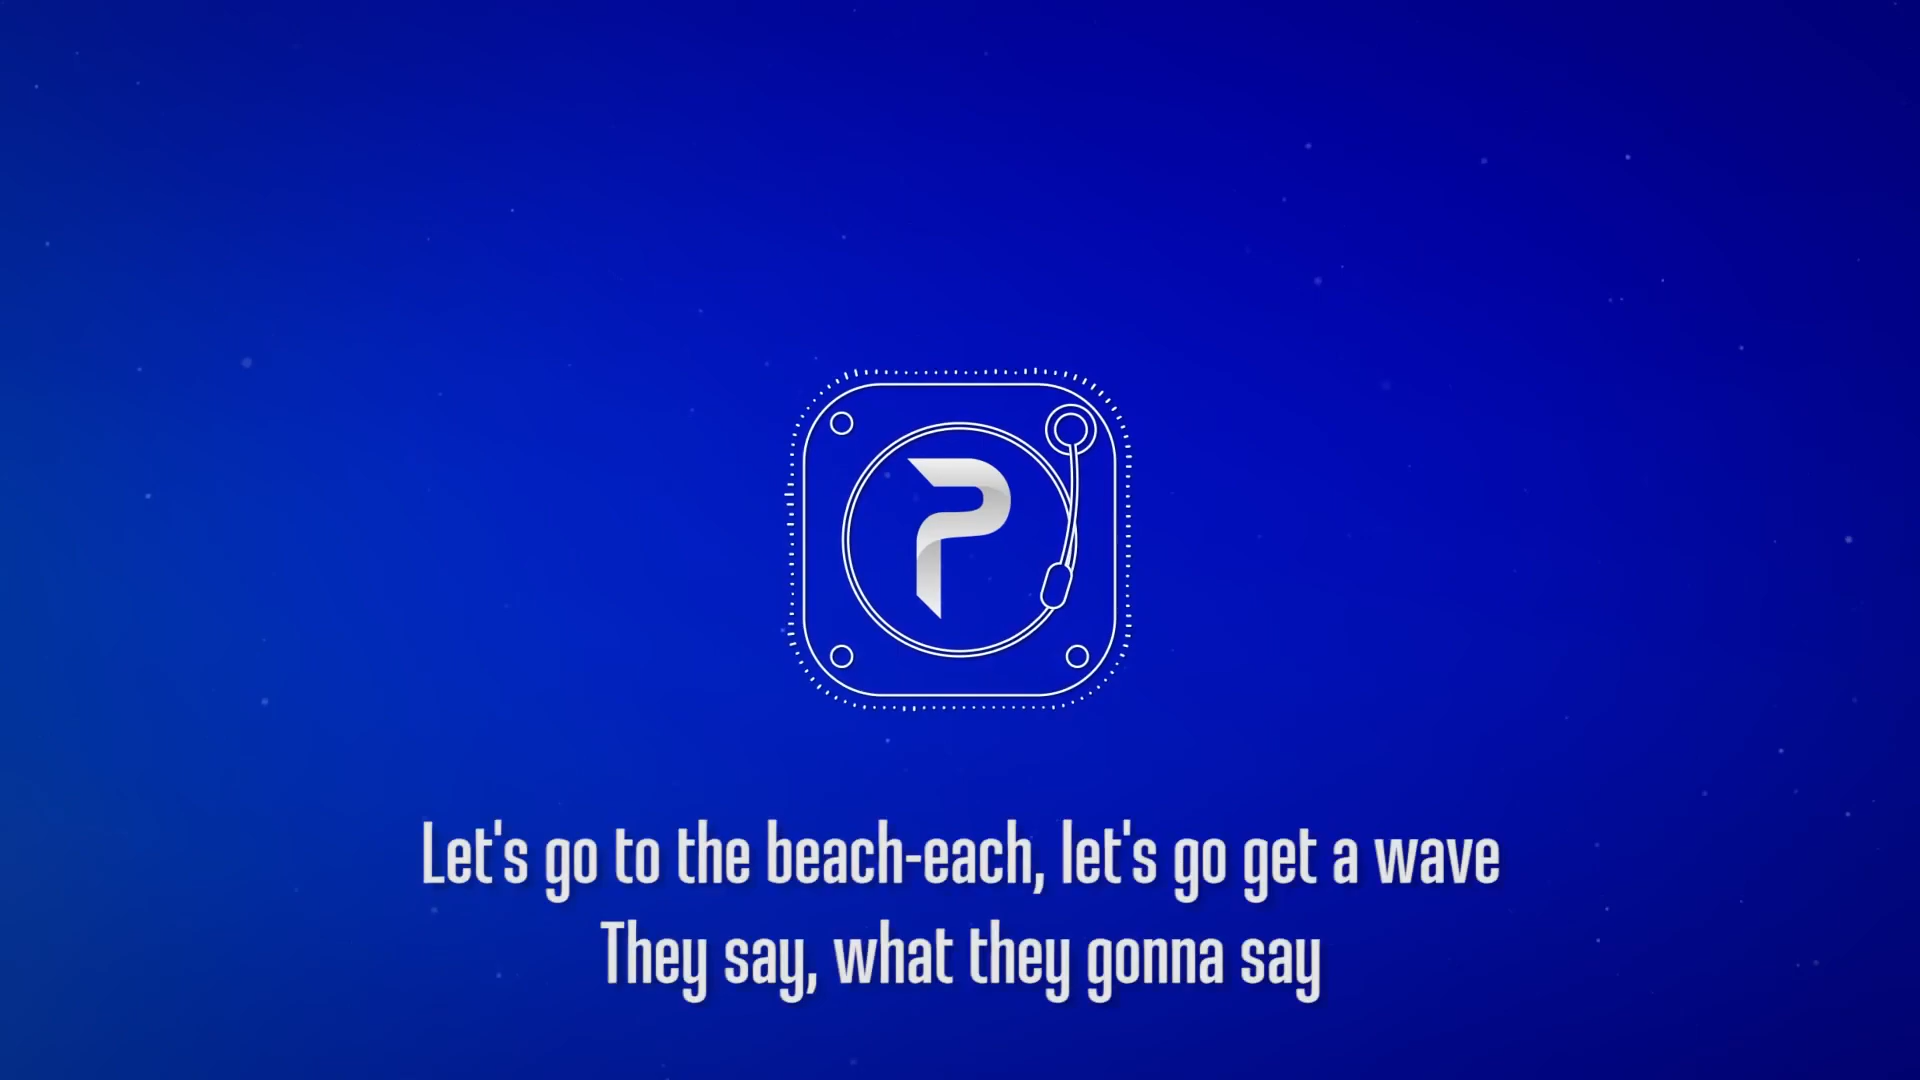 P
Let's go to the beach-each, let's go get a wave
They say, what they gonna say